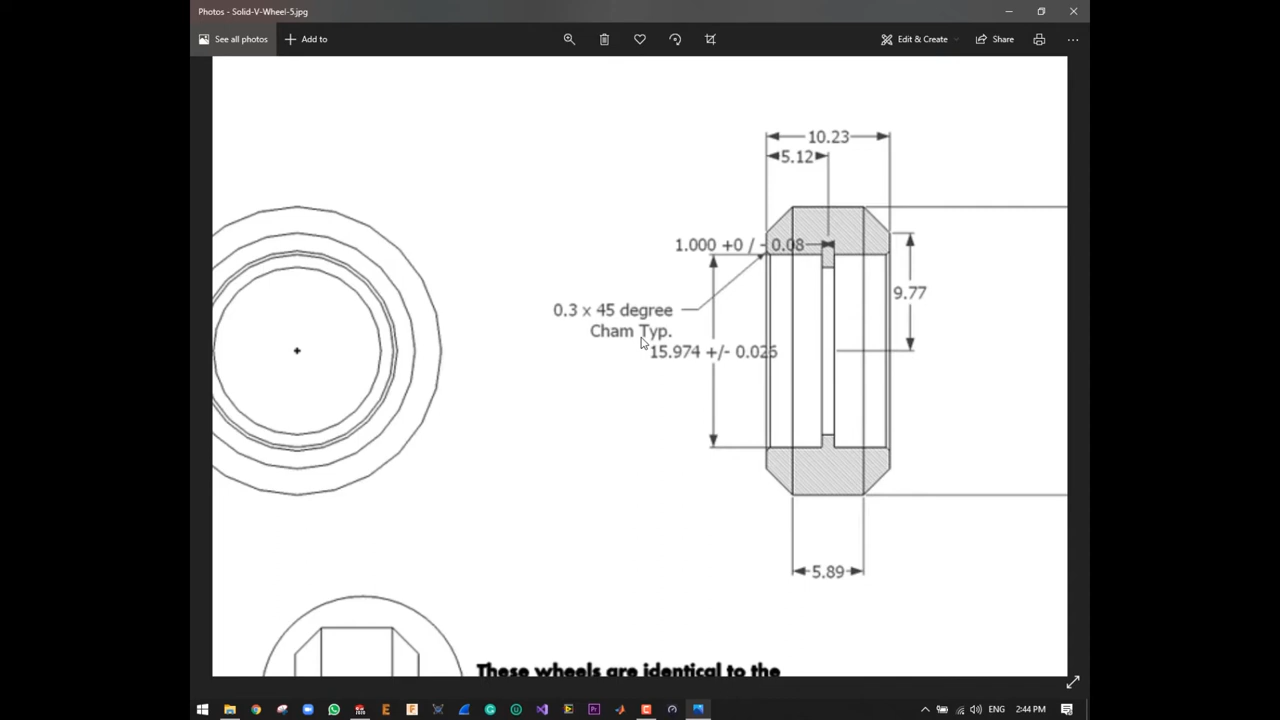 Photos - Solid-V-Wheel-5.jpg
See all photos
Add to
Edit & Create
Share
10.23
5.12
1.000 +0 / - 0.08
9.77
0.3 x 45 degree
Cham Typ.
15.974 +/- 0.026
5.89
These wheels are identical to the
ENG
2:44 PM